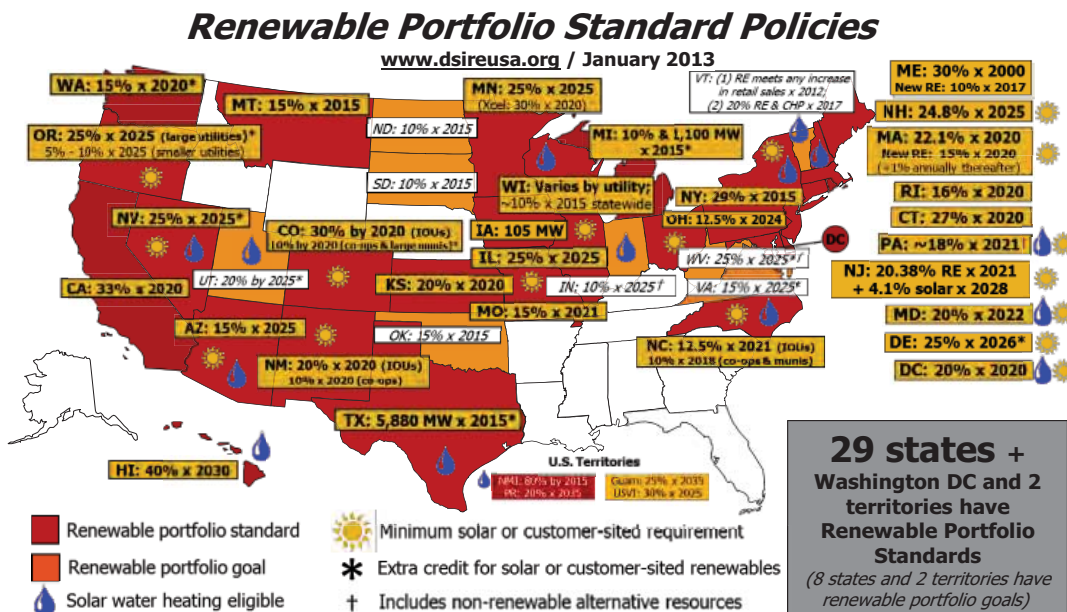 Renewable Portfolio Standard Policies
www.dsireusa.org / January 2013
WA: 15% x 2020*
MT: 15% x 2015
MN: 25% x 2025
(Xcel: 30% x 2020)
VT: (1) RE meets any increase
in retail sales x 2012;
(2) 20% RE & CHP x 2017
ME: 30% x 2000
New RE: 10% x 2017
NH: 24.8% x 2025
OR: 25% x 2025 (large utilities)*
5% - 10% x 2025 (smaller utilities)
ND: 10% x 2015
MI: 10% & 1,100 MW
x 2015*
MA: 22.1% x 2020
New RE: 15% x 2020
(+1% annually thereafter)
SD: 10% x 2015
WI: Varies by utility;
~10% x 2015 statewide
NY: 29% x 2015
RI: 16% x 2020
NV: 25% x 2025*
CO: 30% by 2020 (IOUs)
10% by 2020 (co-ops & large munis)*
IA: 105 MW
OH: 12.5% x 2024
CT: 27% x 2020
DC
PA: ~18% x 2021†
UT: 20% by 2025*
IL: 25% x 2025
WV: 25% x 2025*†
NJ: 20.38% RE x 2021
+ 4.1% solar x 2028
CA: 33% x 2020
KS: 20% x 2020
IN: 10% x 2025†
VA: 15% x 2025*
MO: 15% x 2021
MD: 20% x 2022
AZ: 15% x 2025
OK: 15% x 2015
DE: 25% x 2026*
NM: 20% x 2020 (IOUs)
10% x 2020 (co-ops)
NC: 12.5% x 2021 (IOUs)
10% x 2018 (co-ops & munis)
DC: 20% x 2020
TX: 5,880 MW x 2015*
HI: 40% x 2030
U.S. Territories
NMI: 80% by 2015
PR: 20% x 2035
Guam: 25% x 2035
USVI: 30% x 2025
29 states +
Washington DC and 2
territories have
Renewable Portfolio
Standards
(8 states and 2 territories have
renewable portfolio goals)
Renewable portfolio standard
Minimum solar or customer-sited requirement
Renewable portfolio goal
* Extra credit for solar or customer-sited renewables
Solar water heating eligible
† Includes non-renewable alternative resources